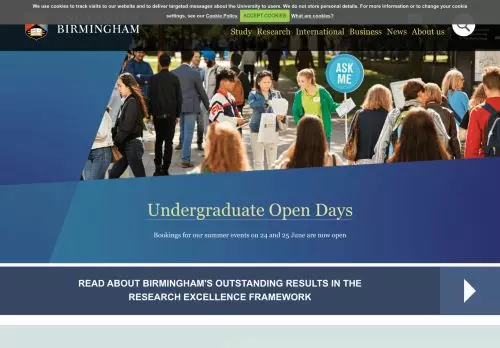 We use cookies to track visits to our website and to deliver targeted messages about the University to users. We do not store personal details. For more information or to change your cookie
settings, see our Cookie Policy ACCEPT COOKIES What are cookies?
BIRMINGHAM
Study Research International Business News About us
ASK
ME
Undergraduate Open Days
Bookings for our summer events on 24 and 25 June are now open
READ ABOUT BIRMINGHAM'S OUTSTANDING RESULTS IN THE
RESEARCH EXCELLENCE FRAMEWORK